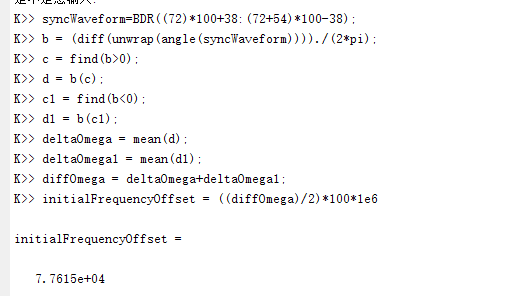 K>> syncWaveform=BDR((72)*100+38:(72+54)*100-38);
K>> b = (diff(unwrap(angle(syncWaveform))))./(2*pi);
K>> c = find(b>0);
K>> d = b(c);
K>> c1 = find(b<0);
K>> d1 = b(c1);
K>> deltaOmega = mean(d);
K>> deltaOmega1 = mean(d1);
K>> diffOmega = deltaOmega+deltaOmega1;
K>> initialFrequencyOffset = ((diffOmega)/2)*100*1e6
initialFrequencyOffset =
7.7615e+04